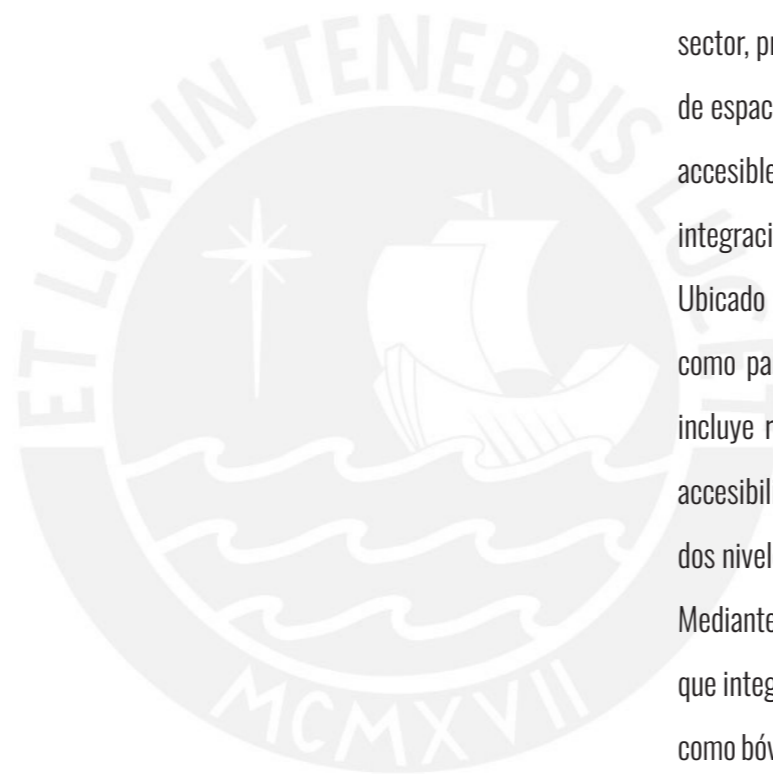 ET LUX IN TENEBRIS LUCET
MCMXVII
sector, pr
de espac
accesible
integraci
Ubicado
como pa
incluye r
accesibil
dos nivel
Mediante
que integ
como bóv